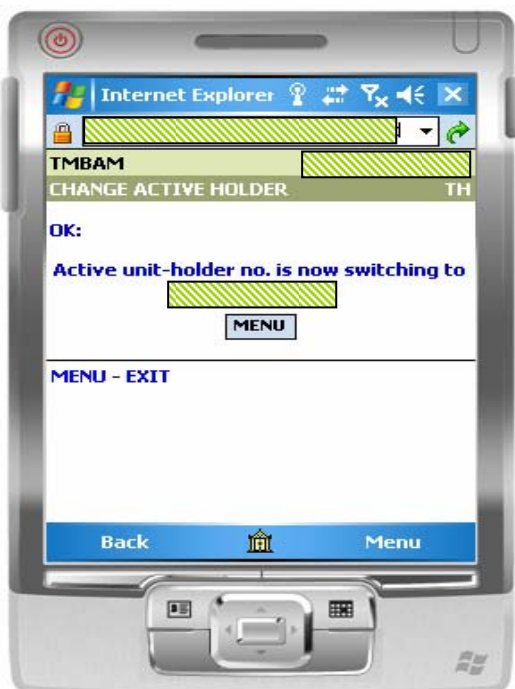 Internet Explorer
TMBAM
CHANGE ACTIVE HOLDER TH
OK:
Active unit-holder no. is now switching to
MENU
MENU - EXIT
Back Menu